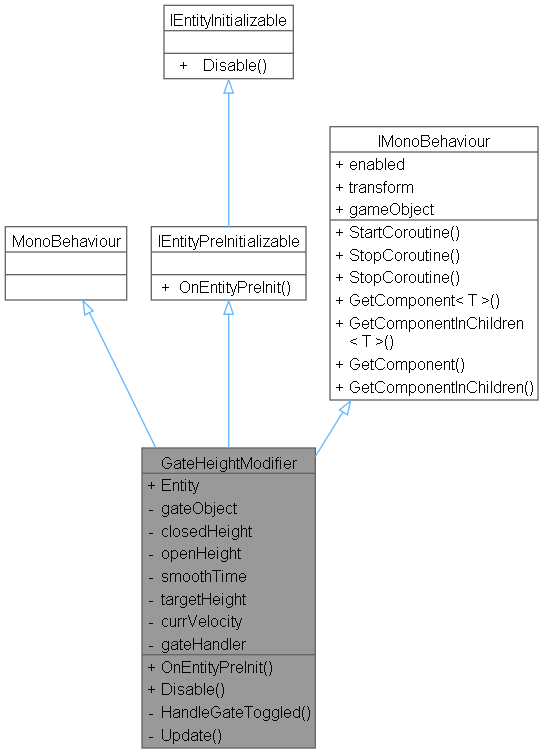 IEntityInitializable
+ Disable()
IMonoBehaviour
+ enabled
+ transform
+ gameObject
+ StartCoroutine()
+ StopCoroutine()
+ StopCoroutine()
+ GetComponent< T >()
+ GetComponentInChildren
< T >()
+ GetComponent()
+ GetComponentInChildren()
MonoBehaviour
IEntityPreInitializable
+ OnEntityPreInit()
GateHeightModifier
+ Entity
- gateObject
- closedHeight
- openHeight
- smoothTime
- targetHeight
- currVelocity
- gateHandler
+ OnEntityPreInit()
+ Disable()
- HandleGateToggled()
- Update()